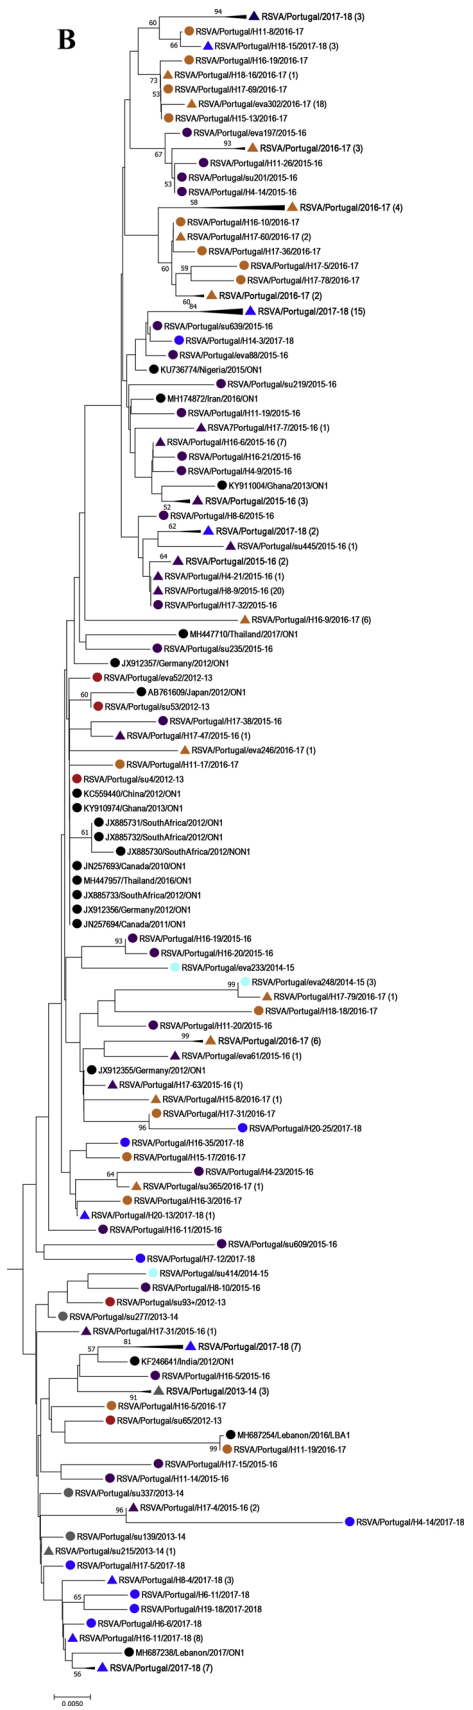 B
94
RSVA/Portugal/2017-18 (3)
60
RSVA/Portugal/H11-8/2016-17
66
RSVA/Portugal/H18-15/2017-18 (3)
RSVA/Portugal/H16-19/2016-17
73
RSVA/Portugal/H18-16/2016-17 (1)
53
RSVA/Portugal/H17-69/2016-17
RSVA/Portugal/eva302/2016-17 (18)
RSVA/Portugal/H15-13/2016-17
RSVA/Portugal/eva197/2015-16
67
93
RSVA/Portugal/2016-17 (3)
RSVA/Portugal/H11-26/2015-16
53
RSVA/Portugal/su201/2015-16
RSVA/Portugal/H4-14/2015-16
58
RSVA/Portugal/2016-17 (4)
RSVA/Portugal/H16-10/2016-17
RSVA/Portugal/H17-60/2016-17 (2)
RSVA/Portugal/H17-36/2016-17
60
59
RSVA/Portugal/H17-5/2016-17
RSVA/Portugal/H17-78/2016-17
60
RSVA/Portugal/2016-17 (2)
84
RSVA/Portugal/2017-18 (15)
RSVA/Portugal/su639/2015-16
RSVA/Portugal/H14-3/2017-18
RSVA/Portugal/eva88/2015-16
KU736774/Nigeria/2015/ON1
RSVA/Portugal/su219/2015-16
MH174872/Iran/2016/ON1
RSVA/Portugal/H11-19/2015-16
RSVA7Portugal/H17-7/2015-16 (1)
RSVA/Portugal/H16-6/2015-16 (7)
RSVA/Portugal/H16-21/2015-16
RSVA/Portugal/H4-9/2015-16
KY911004/Ghana/2013/ON1
RSVA/Portugal/2015-16 (3)
52
RSVA/Portugal/H8-6/2015-16
62
RSVA/Portugal/2017-18 (2)
RSVA/Portugal/su445/2015-16 (1)
64
RSVA/Portugal/2015-16 (2)
RSVA/Portugal/H4-21/2015-16 (1)
RSVA/Portugal/H8-9/2015-16 (20)
RSVA/Portugal/H17-32/2015-16
RSVA/Portugal/H16-9/2016-17 (6)
MH447710/Thailand/2017/ON1
RSVA/Portugal/su235/2015-16
JX912357/Germany/2012/ON1
RSVA/Portugal/eva52/2012-13
60
AB761609/Japan/2012/ON1
RSVA/Portugal/su53/2012-13
RSVA/Portugal/H17-38/2015-16
RSVA/Portugal/H17-47/2015-16 (1)
RSVA/Portugal/eva246/2016-17 (1)
RSVA/Portugal/H11-17/2016-17
RSVA/Portugal/su4/2012-13
KC559440/China/2012/ON1
KY910974/Ghana/2013/ON1
61
JX885731/SouthAfrica/2012/ON1
JX885732/SouthAfrica/2012/ON1
JX885730/SouthAfrica/2012/NON1
JN257693/Canada/2010/ON1
MH447957/Thailand/2016/ON1
JX885733/SouthAfrica/2012/ON1
JX912356/Germany/2012/ON1
JN257694/Canada/2011/ON1
93
RSVA/Portugal/H16-19/2015-16
RSVA/Portugal/H16-20/2015-16
RSVA/Portugal/eva233/2014-15
99
RSVA/Portugal/eva248/2014-15 (3)
RSVA/Portugal/H17-79/2016-17 (1)
RSVA/Portugal/H18-18/2016-17
RSVA/Portugal/H11-20/2015-16
99
RSVA/Portugal/2016-17 (6)
RSVA/Portugal/eva61/2015-16 (1)
JX912355/Germany/2012/ON1
RSVA/Portugal/H17-63/2015-16 (1)
RSVA/Portugal/H15-8/2016-17 (1)
RSVA/Portugal/H17-31/2016-17
96
RSVA/Portugal/H20-25/2017-18
RSVA/Portugal/H16-35/2017-18
RSVA/Portugal/H15-17/2016-17
64
RSVA/Portugal/H4-23/2015-16
RSVA/Portugal/su365/2016-17 (1)
RSVA/Portugal/H16-3/2016-17
RSVA/Portugal/H20-13/2017-18 (1)
RSVA/Portugal/H16-11/2015-16
RSVA/Portugal/su609/2015-16
RSVA/Portugal/H7-12/2017-18
RSVA/Portugal/su414/2014-15
RSVA/Portugal/H8-10/2015-16
RSVA/Portugal/su93+/2012-13
RSVA/Portugal/su277/2013-14
RSVA/Portugal/H17-31/2015-16 (1)
81
RSVA/Portugal/2017-18 (7)
57
KF246641/India/2012/ON1
RSVA/Portugal/H16-5/2015-16
RSVA/Portugal/2013-14 (3)
91
RSVA/Portugal/H16-5/2016-17
RSVA/Portugal/su65/2012-13
MH687254/Lebanon/2016/LBA1
99
RSVA/Portugal/H11-19/2016-17
RSVA/Portugal/H17-15/2015-16
RSVA/Portugal/H11-14/2015-16
RSVA/Portugal/su337/2013-14
96
RSVA/Portugal/H17-4/2015-16 (2)
RSVA/Portugal/H4-14/2017-18
RSVA/Portugal/su139/2013-14
RSVA/Portugal/su215/2013-14 (1)
RSVA/Portugal/H17-5/2017-18
RSVA/Portugal/H8-4/2017-18 (3)
65
RSVA/Portugal/H6-11/2017-18
RSVA/Portugal/H19-18/2017-2018
RSVA/Portugal/H6-6/2017-18
RSVA/Portugal/H16-11/2017-18 (8)
MH687238/Lebanon/2017/ON1
56
RSVA/Portugal/2017-18 (7)
0.0050